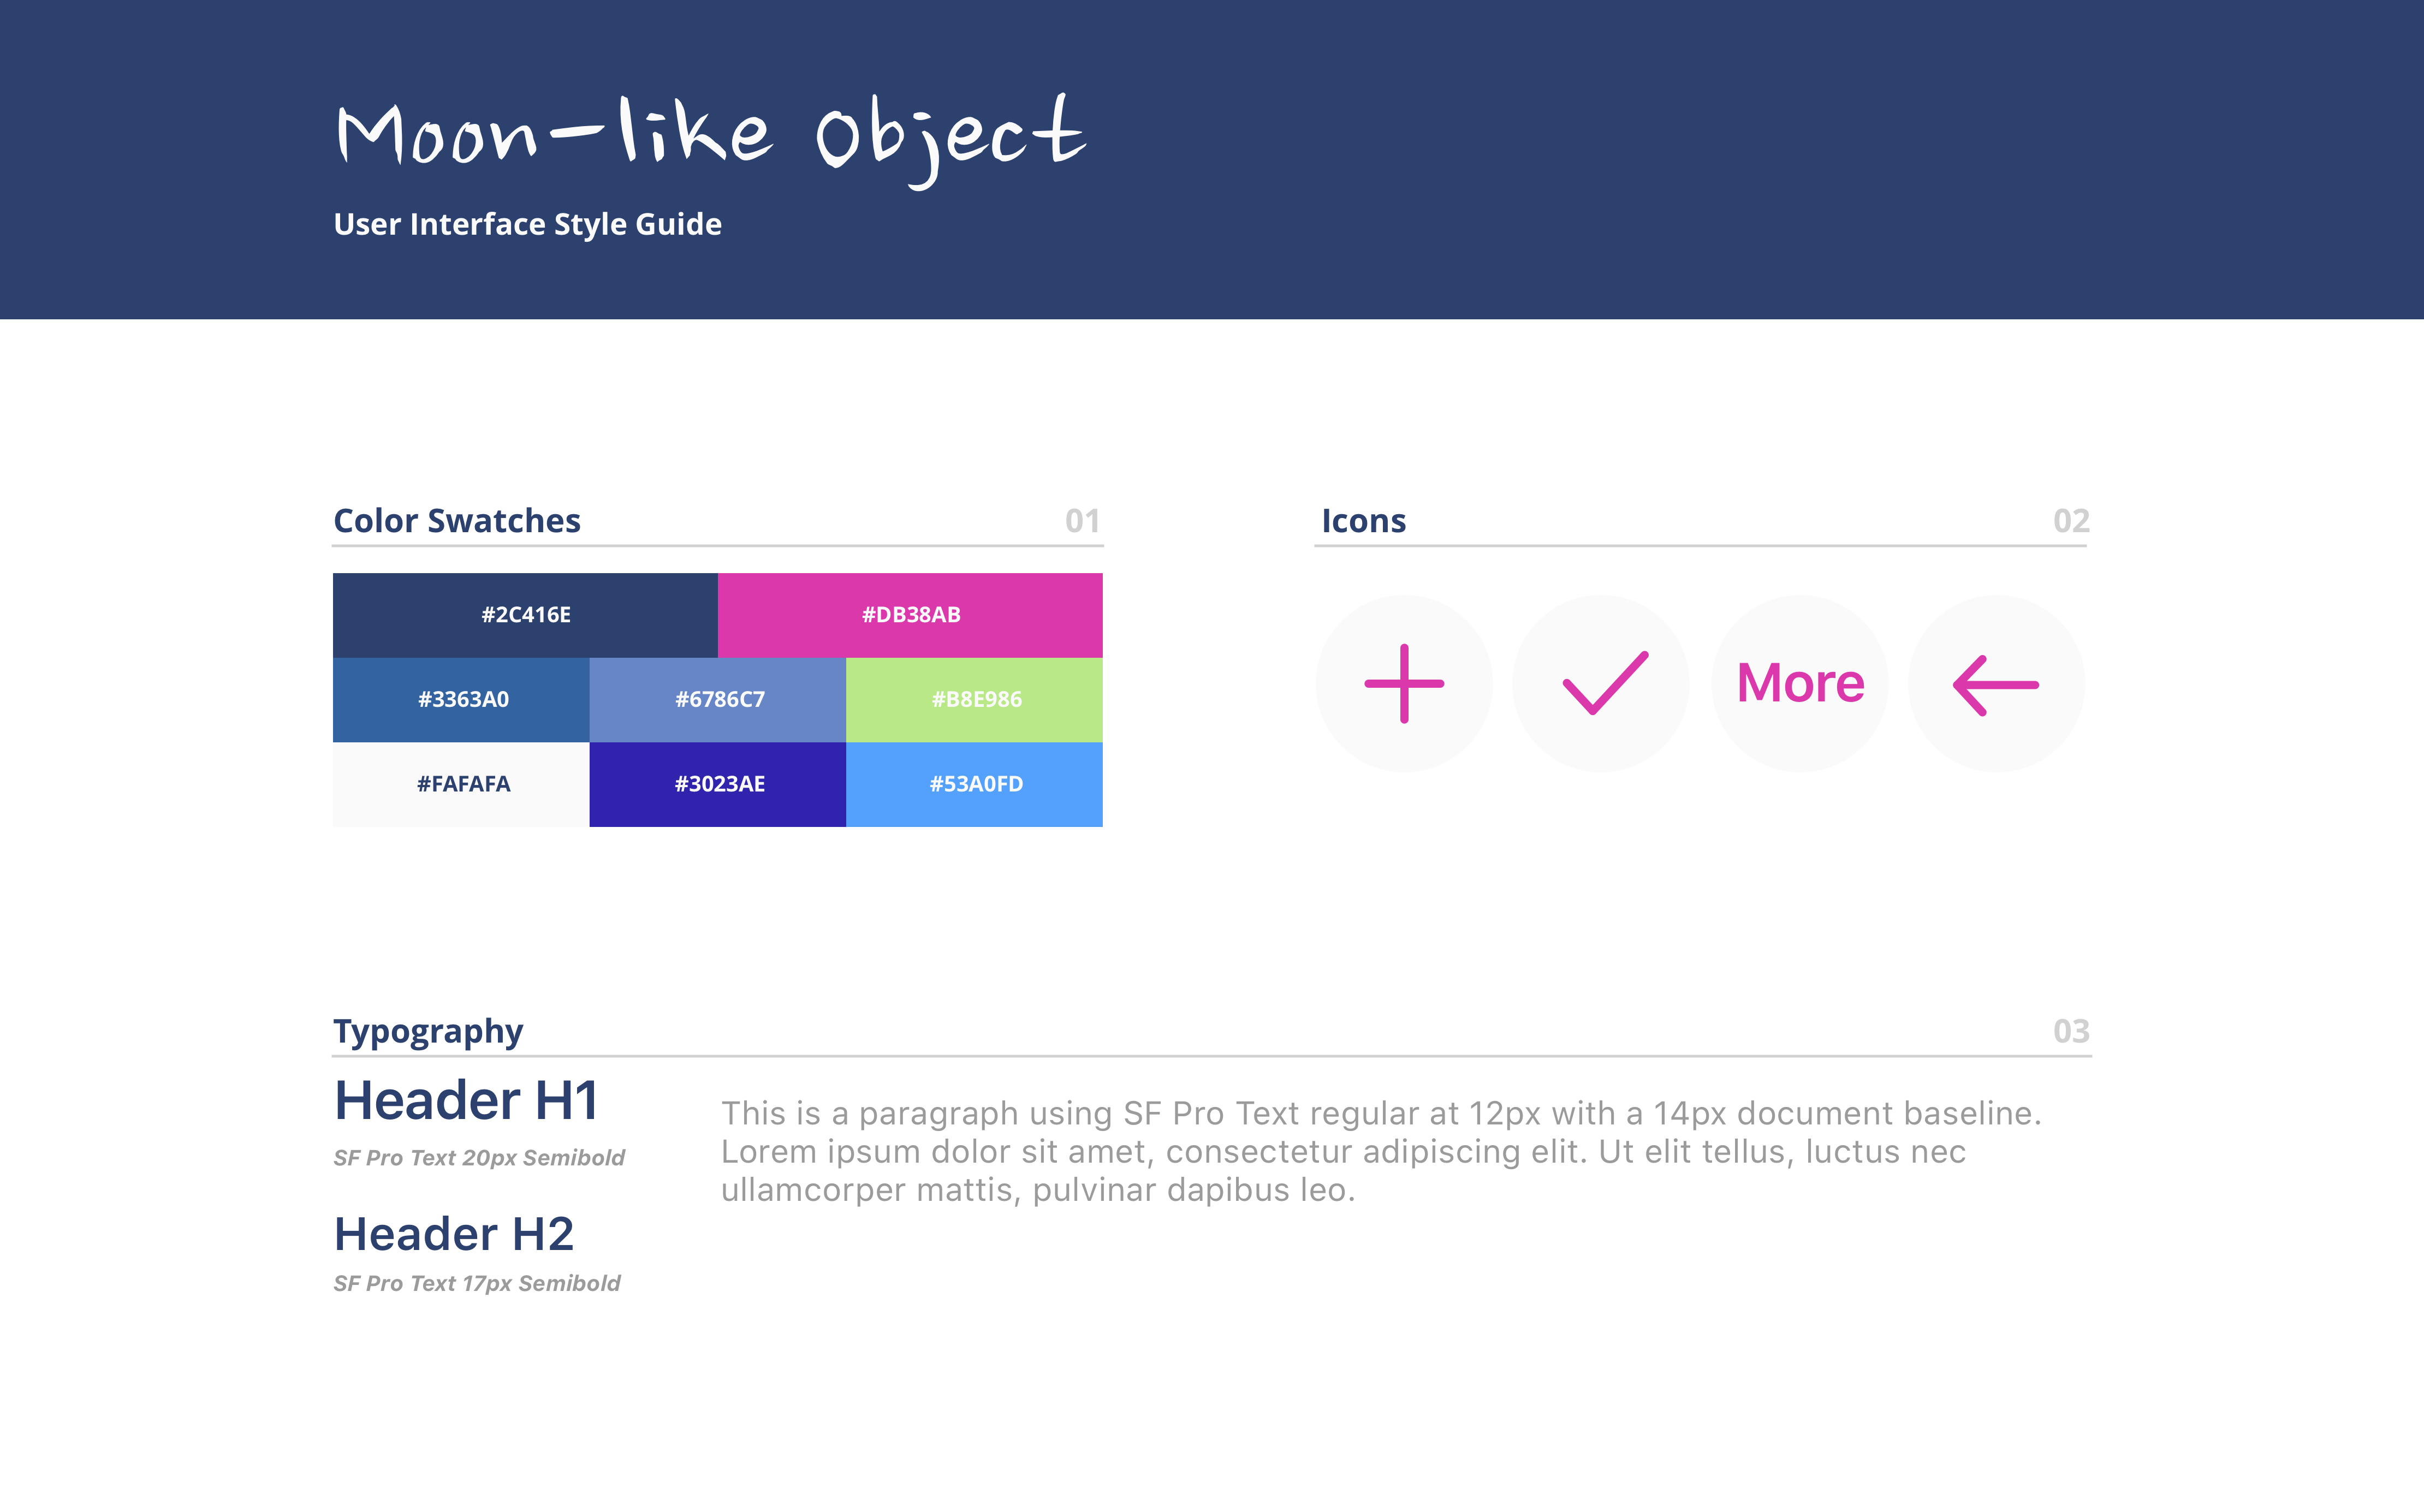 Moon-like Object
User Interface Style Guide
Color Swatches 01
#2C416E #DB38AB
#3363A0 #6786C7 #B8E986
#FAFAFA #3023AE #53A0FD
Icons 02
More
Typography 03
Header H1
SF Pro Text 20px Semibold
Header H2
SF Pro Text 17px Semibold
This is a paragraph using SF Pro Text regular at 12px with a 14px document baseline.
Lorem ipsum dolor sit amet, consectetur adipiscing elit. Ut elit tellus, luctus nec
ullamcorper mattis, pulvinar dapibus leo.